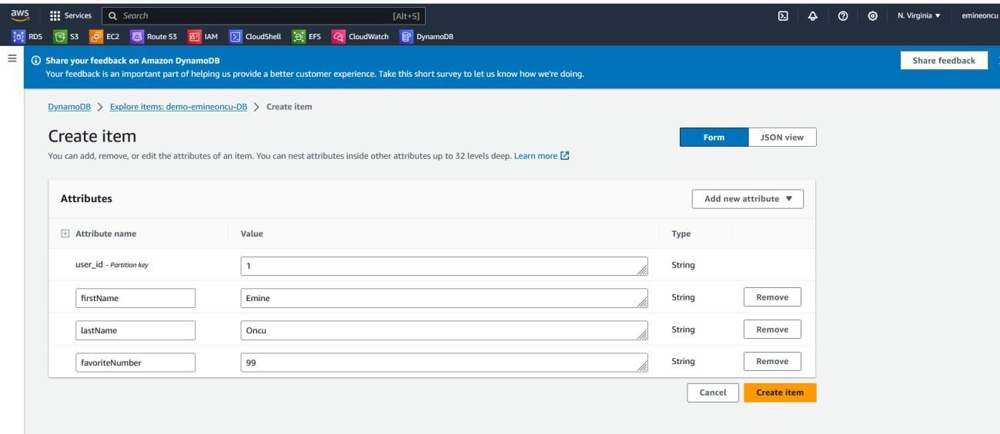 aws Services Search [Alt+S] N. Virginia ▼ emineoncu
RDS S3 EC2 Route 53 IAM CloudShell EFS CloudWatch DynamoDB
Share your feedback on Amazon DynamoDB
Your feedback is an important part of helping us provide a better customer experience. Take this short survey to let us know how we're doing.
Share feedback
DynamoDB > Explore items: demo-emineoncu-DB > Create item
Create item
Form JSON view
You can add, remove, or edit the attributes of an item. You can nest attributes inside other attributes up to 32 levels deep. Learn more
Attributes Add new attribute ▼
Attribute name Value Type
user_id - Partition key 1 String
firstName Emine String Remove
lastName Oncu String Remove
favoriteNumber 99 String Remove
Cancel Create item